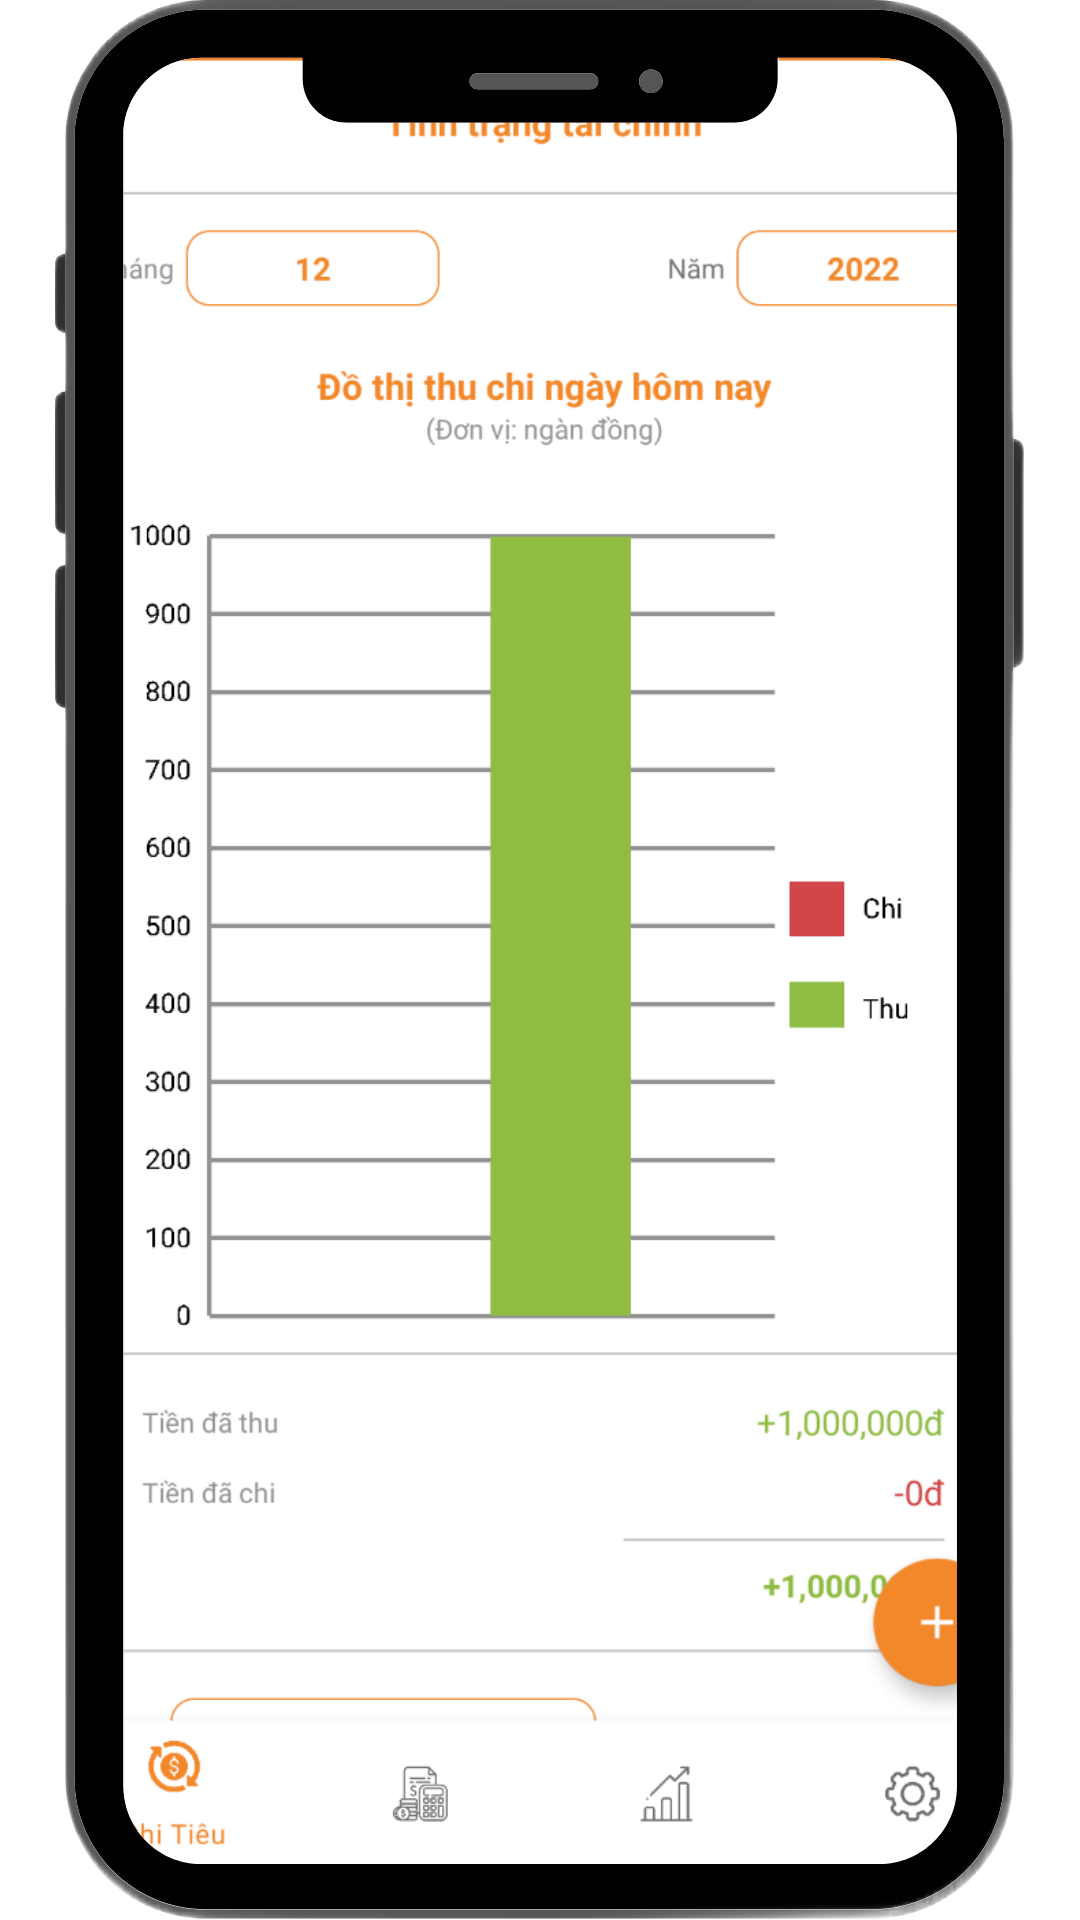 Tình trạng tài chính
háng 12 Năm 2022
Đồ thị thu chi ngày hôm nay
(Đơn vị: ngàn đồng)
1000
900
800
700
600
500
400
300
200
100
0
Chi
Thu
Tiền đã thu +1,000,000đ
Tiền đã chi -0đ
+1,000,0
+
hi Tiêu